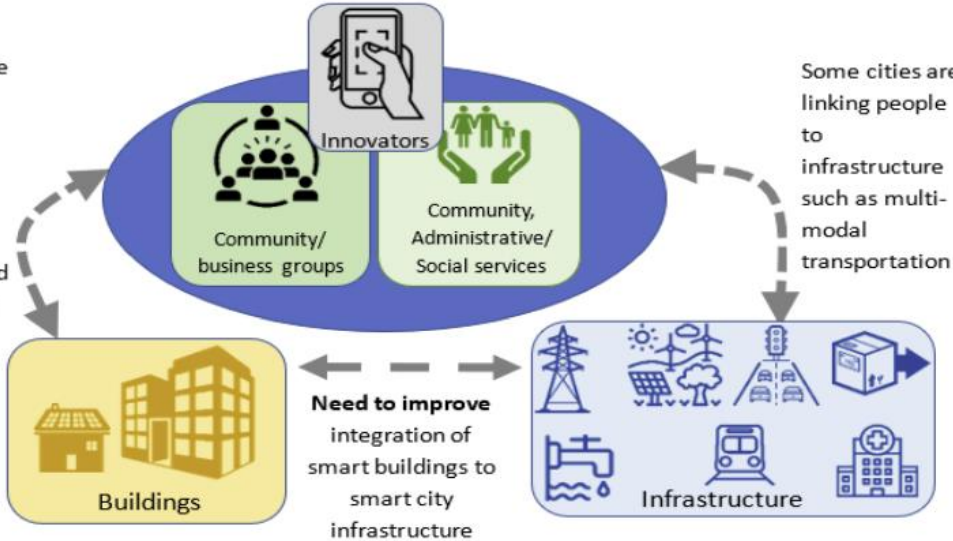 e
d
Innovators
Community/
business groups
Community,
Administrative/
Social services
Some cities are
linking people
to
infrastructure
such as multi-
modal
transportation
Buildings
Need to improve
integration of
smart buildings to
smart city
infrastructure
Infrastructure